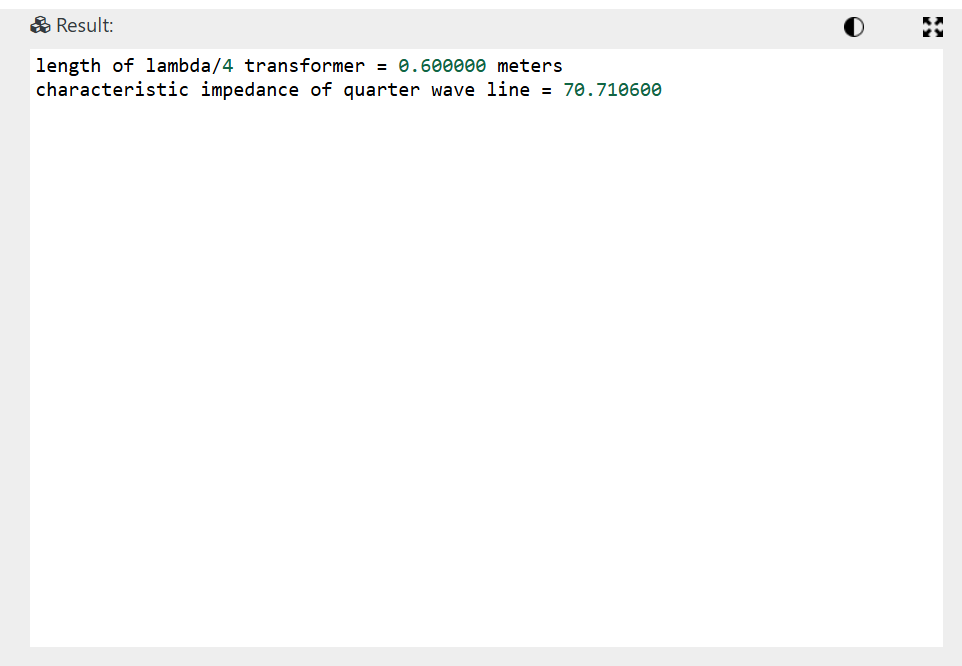 Result:
length of lambda/4 transformer = 0.600000 meters
characteristic impedance of quarter wave line = 70.710600